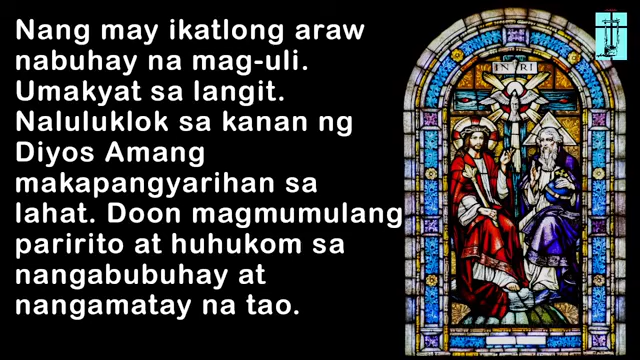 Nang may ikatlong araw
nabuhay na mag-uli.
Umakyat sa langit.
Naluluklok sa kanan ng
Diyos Amang
makapangyarihan sa
lahat. Doon magmumulang
paririto at huhukom sa
nangabubuhay at
nangamatay na tao.
INRI